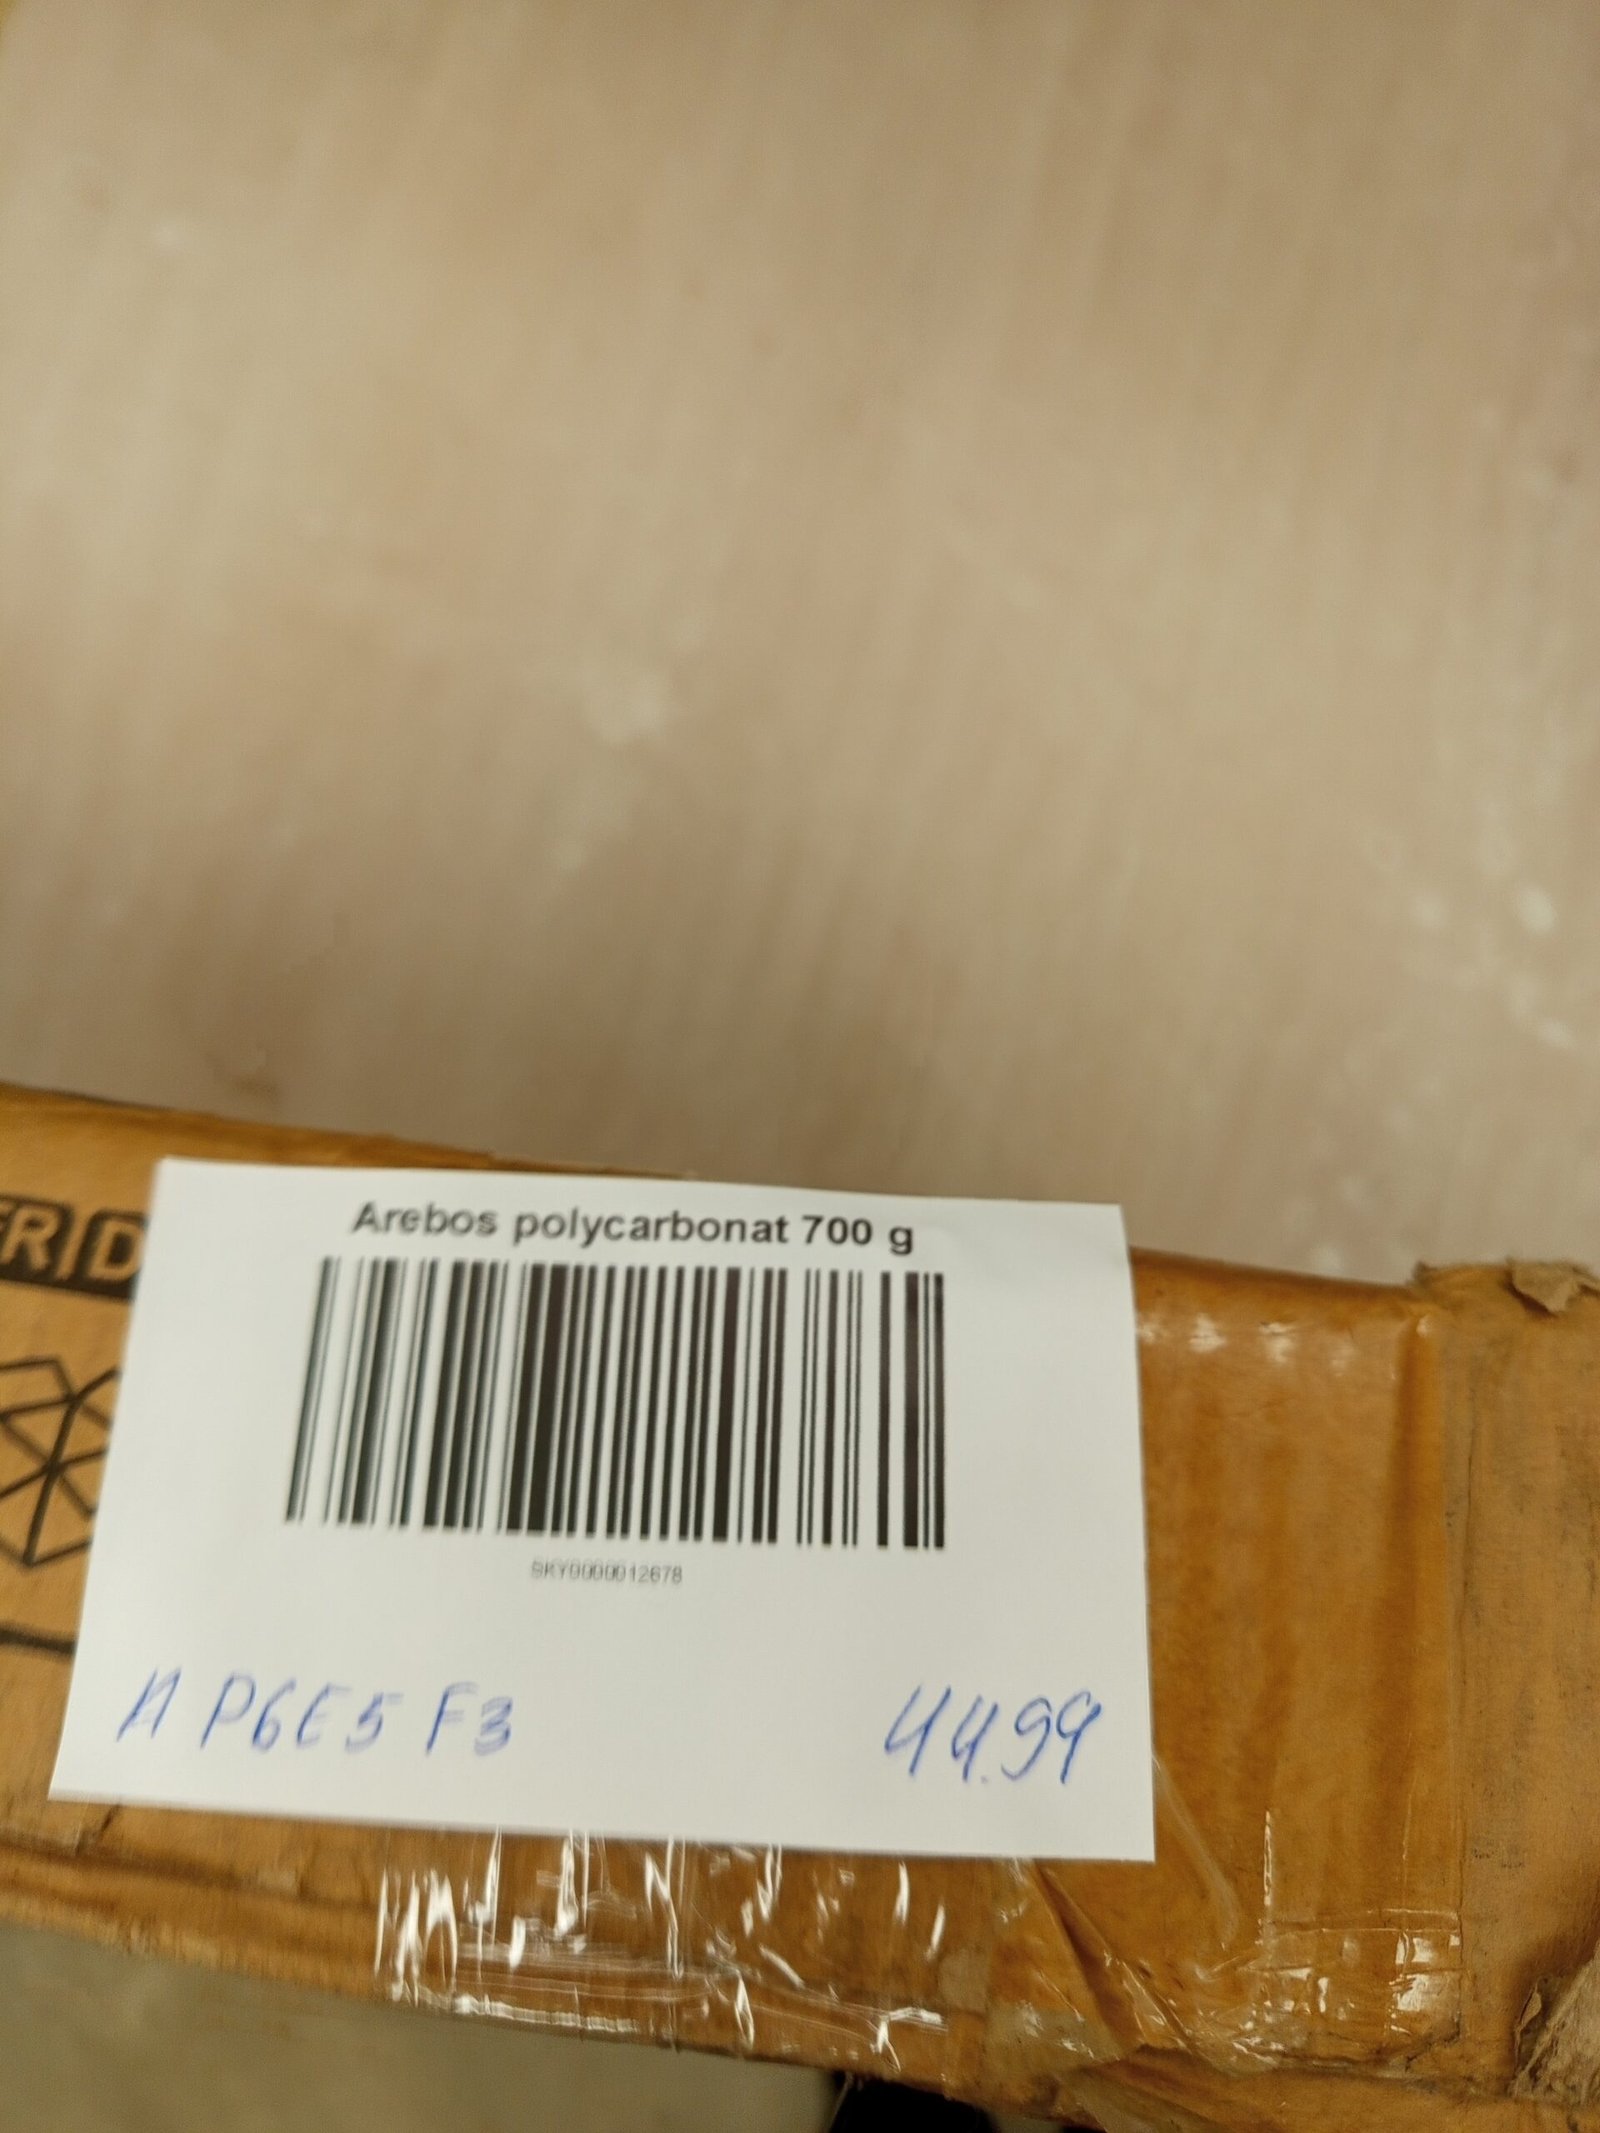 Arebos polycarbonat 700 g
SKY0000012678
A P6E5 F3 44.99